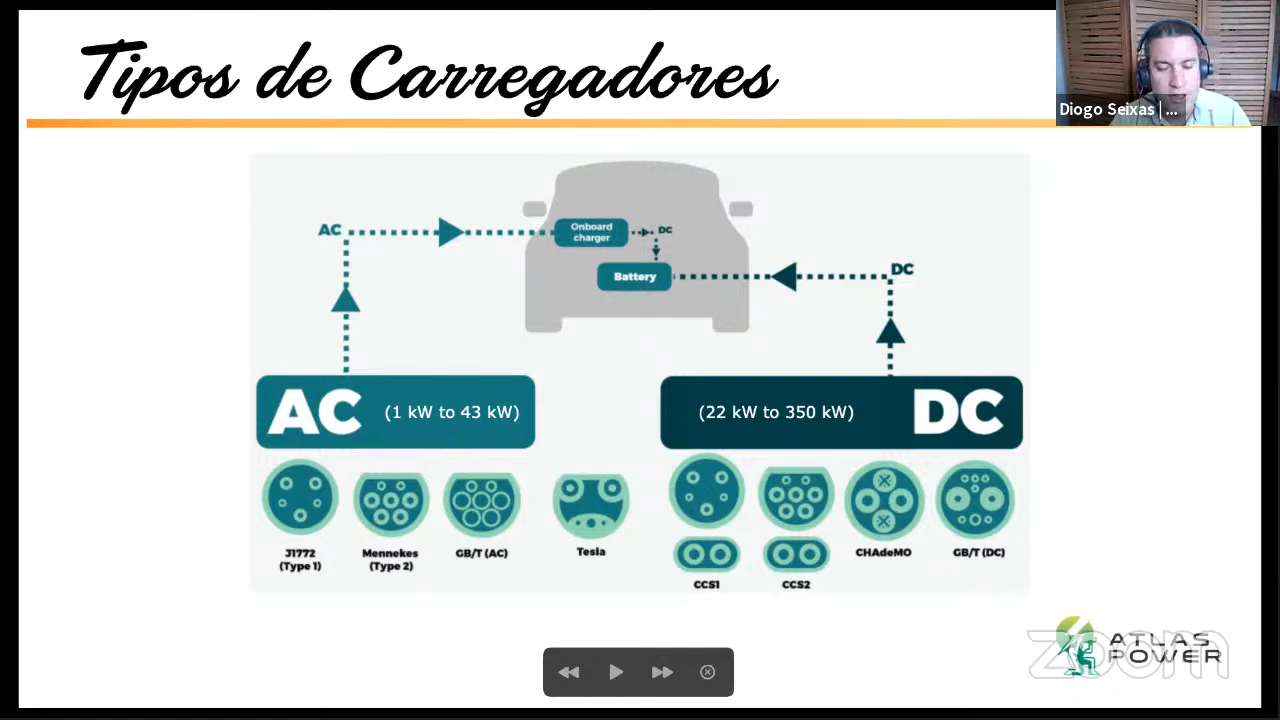 Tipos de Carregadores
Diogo Seixas | ...
AC
Onboard
charger
DC
Battery
DC
AC
(1 kW to 43 kW)
(22 kW to 350 kW)
DC
J1772
(Type 1)
Mennekes
(Type 2)
GB/T (AC)
Tesla
CCS1
CCS2
CHAdeMO
GB/T (DC)
ATLAS
POWER
zoom